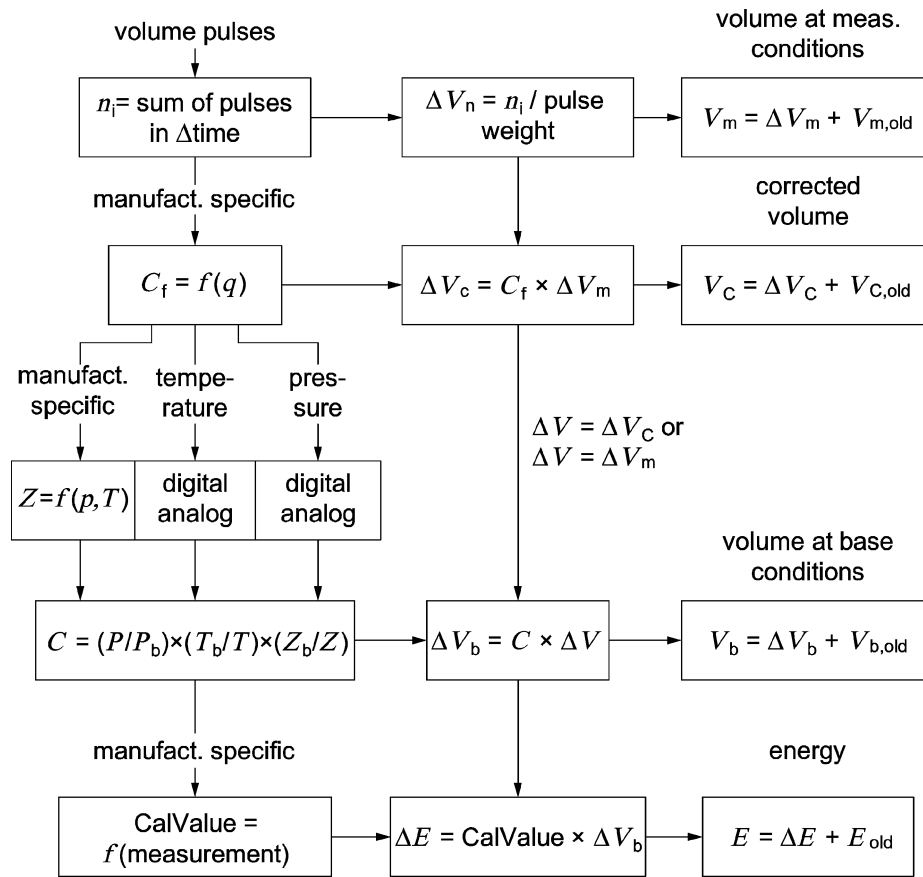 volume pulses
volume at meas.
conditions
nᵢ= sum of pulses
in Δtime
ΔVₙ = nᵢ / pulse
weight
Vₘ = ΔVₘ + V_m,old
manufact. specific
corrected
volume
C_f = f(q)
ΔV_c = C_f × ΔVₘ
V_C = ΔV_C + V_C,old
manufact.
specific
tempe-
rature
pres-
sure
ΔV = ΔV_C or
ΔV = ΔVₘ
Z=f(p,T)
digital
analog
digital
analog
volume at base
conditions
C = (P/P_b)×(T_b/T)×(Z_b/Z)
ΔV_b = C × ΔV
V_b = ΔV_b + V_b,old
manufact. specific
energy
CalValue =
f(measurement)
ΔE = CalValue × ΔV_b
E = ΔE + E_old